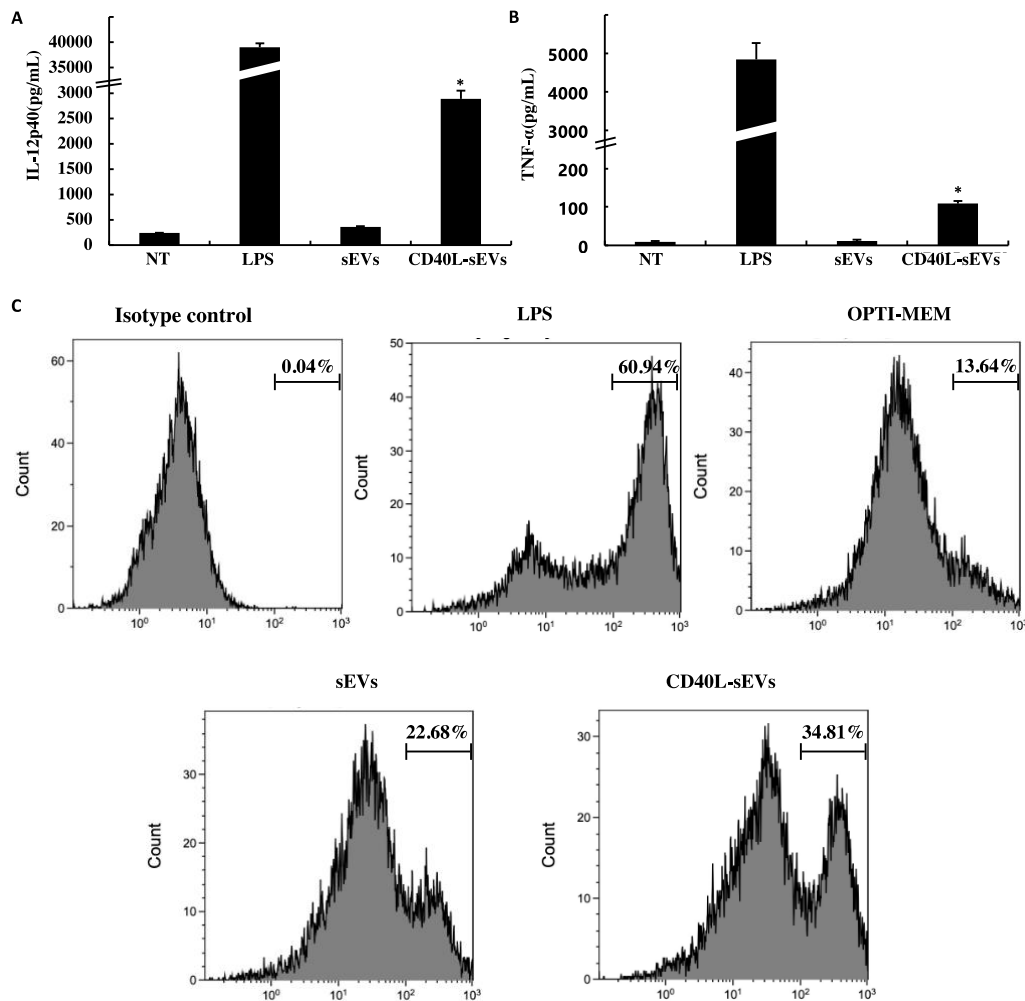 A
IL-12p40(pg/mL)
40000
35000
3000
2500
2000
1500
1000
500
0
*
NT LPS sEVs CD40L-sEVs
B
TNF-α(pg/mL)
5000
4000
3000
200
100
0
*
NT LPS sEVs CD40L-sEVs
C
Isotype control
0.04%
Count
60
40
20
0
10⁰ 10¹ 10² 10³
LPS
60.94%
Count
50
40
30
20
10
0
10⁰ 10¹ 10² 10³
OPTI-MEM
13.64%
Count
40
30
20
10
0
10⁰ 10¹ 10² 10³
sEVs
22.68%
Count
30
20
10
0
10⁰ 10¹ 10² 10³
CD40L-sEVs
34.81%
Count
30
20
10
0
10⁰ 10¹ 10² 10³